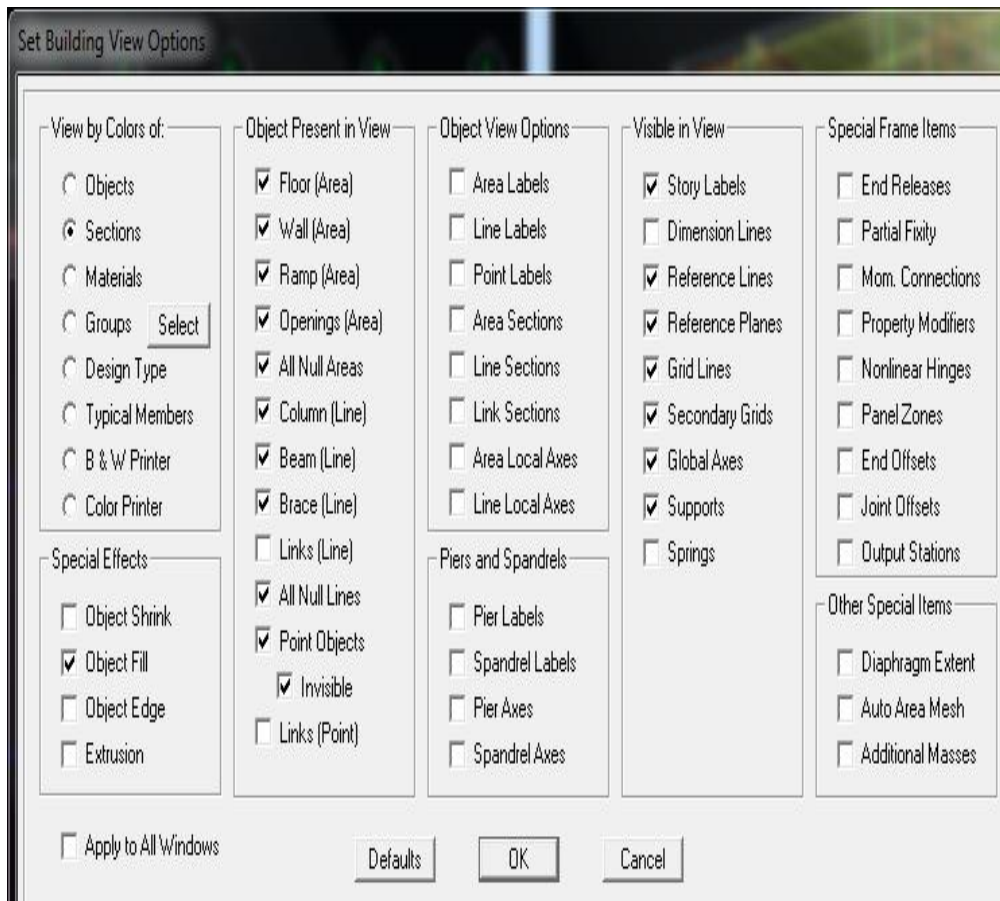 Set Building View Options
View by Colors of:
Objects
Sections
Materials
Groups
Select
Design Type
Typical Members
B & W Printer
Color Printer
Special Effects
Object Shrink
Object Fill
Object Edge
Extrusion
Object Present in View
Floor (Area)
Wall (Area)
Ramp (Area)
Openings (Area)
All Null Areas
Column (Line)
Beam (Line)
Brace (Line)
Links (Line)
All Null Lines
Point Objects
Invisible
Links (Point)
Object View Options
Area Labels
Line Labels
Point Labels
Area Sections
Line Sections
Link Sections
Area Local Axes
Line Local Axes
Piers and Spandrels
Pier Labels
Spandrel Labels
Pier Axes
Spandrel Axes
Visible in View
Story Labels
Dimension Lines
Reference Lines
Reference Planes
Grid Lines
Secondary Grids
Global Axes
Supports
Springs
Special Frame Items
End Releases
Partial Fixity
Mom. Connections
Property Modifiers
Nonlinear Hinges
Panel Zones
End Offsets
Joint Offsets
Output Stations
Other Special Items
Diaphragm Extent
Auto Area Mesh
Additional Masses
Apply to All Windows
Defaults
OK
Cancel